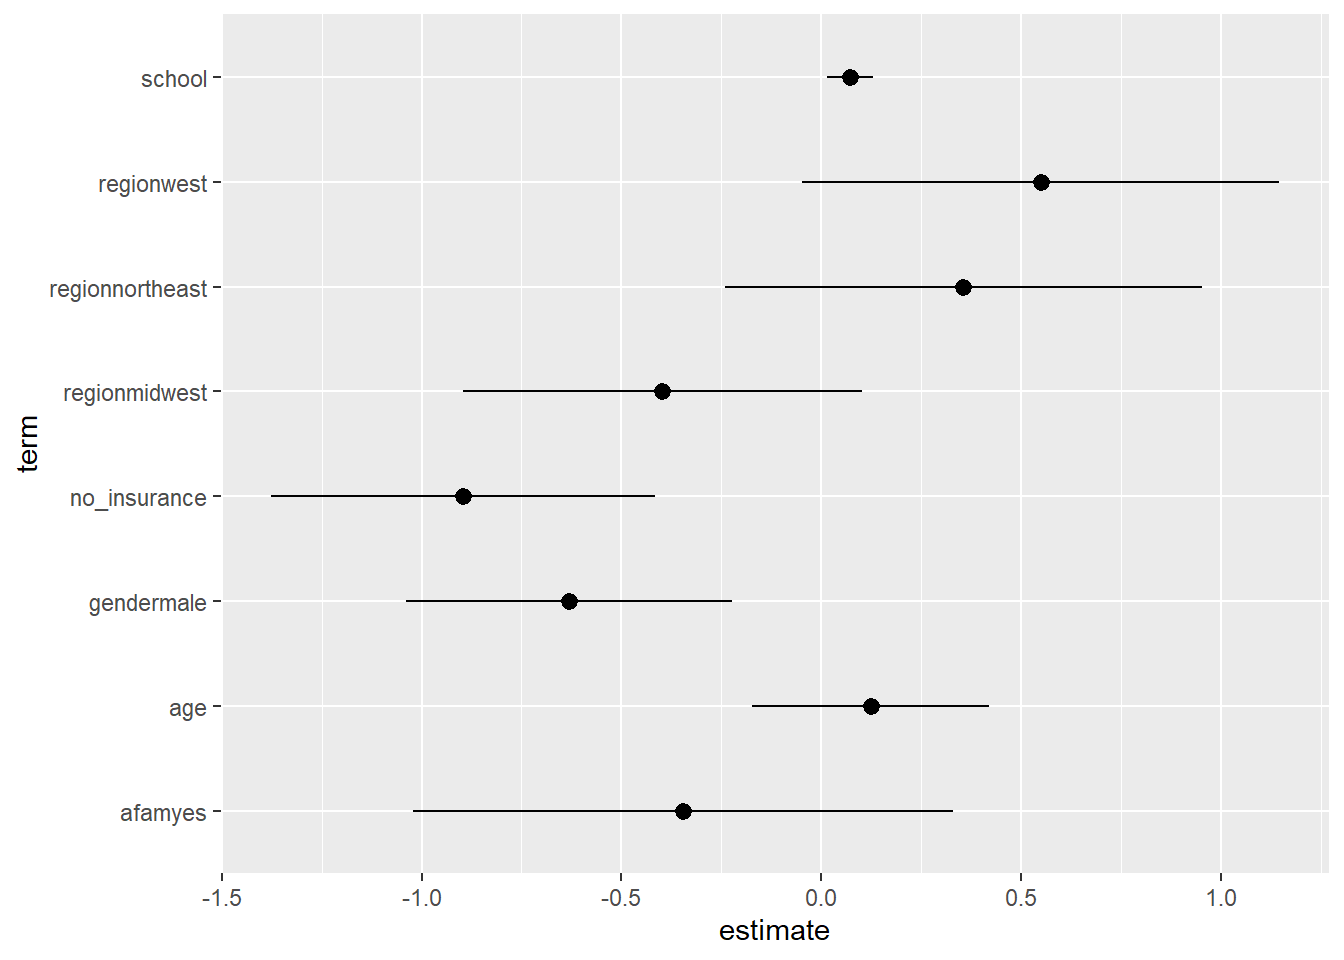 school
regionwest
regionnortheast
regionmidwest
term
no_insurance
gendermale
age
afamyes
-1.5 -1.0 -0.5 0.0 0.5 1.0
estimate